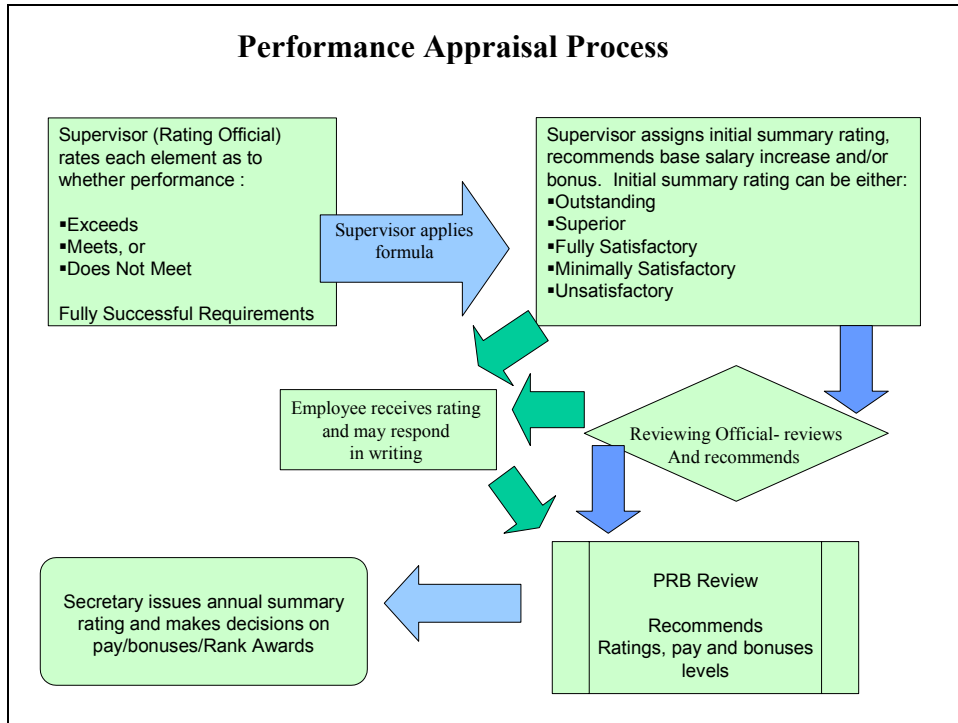 Performance Appraisal Process
Supervisor (Rating Official)
rates each element as to
whether performance :
▪Exceeds
▪Meets, or
▪Does Not Meet
Fully Successful Requirements
Supervisor applies
formula
Supervisor assigns initial summary rating,
recommends base salary increase and/or
bonus.  Initial summary rating can be either:
▪Outstanding
▪Superior
▪Fully Satisfactory
▪Minimally Satisfactory
▪Unsatisfactory
Employee receives rating
and may respond
in writing
Reviewing Official- reviews
And recommends
Secretary issues annual summary
rating and makes decisions on
pay/bonuses/Rank Awards
PRB Review
Recommends
Ratings, pay and bonuses
levels